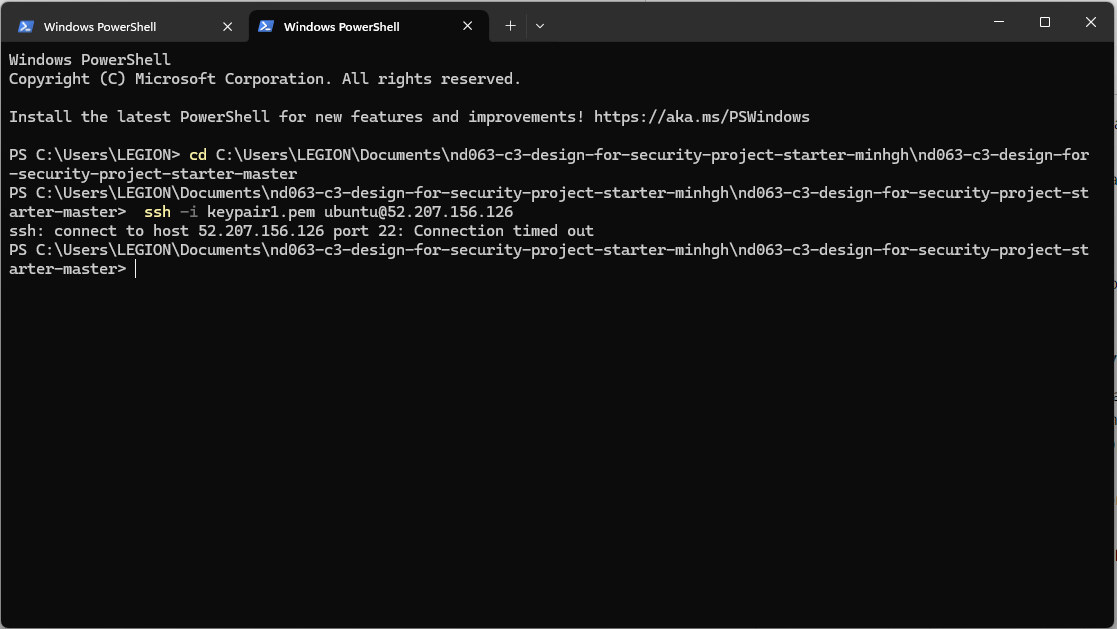 Windows PowerShell
Windows PowerShell
Windows PowerShell
Copyright (C) Microsoft Corporation. All rights reserved.
Install the latest PowerShell for new features and improvements! https://aka.ms/PSWindows
PS C:\Users\LEGION> cd C:\Users\LEGION\Documents\nd063-c3-design-for-security-project-starter-minhgh\nd063-c3-design-for
-security-project-starter-master
PS C:\Users\LEGION\Documents\nd063-c3-design-for-security-project-starter-minhgh\nd063-c3-design-for-security-project-st
arter-master>  ssh -i keypair1.pem ubuntu@52.207.156.126
ssh: connect to host 52.207.156.126 port 22: Connection timed out
PS C:\Users\LEGION\Documents\nd063-c3-design-for-security-project-starter-minhgh\nd063-c3-design-for-security-project-st
arter-master>